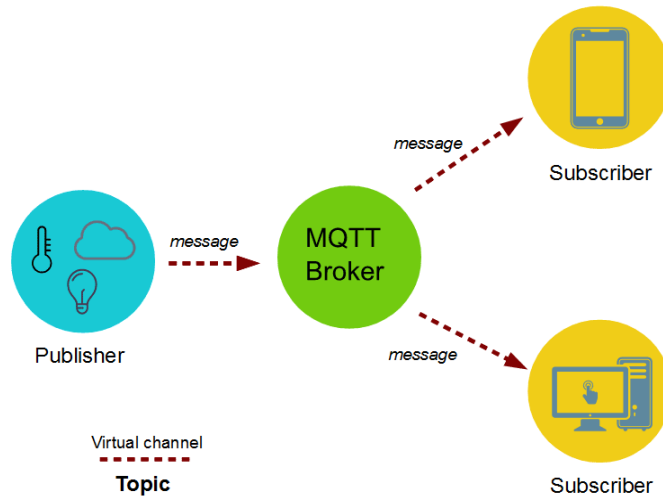 message
Subscriber
message
MQTT
Broker
Publisher
message
Virtual channel
Topic
Subscriber